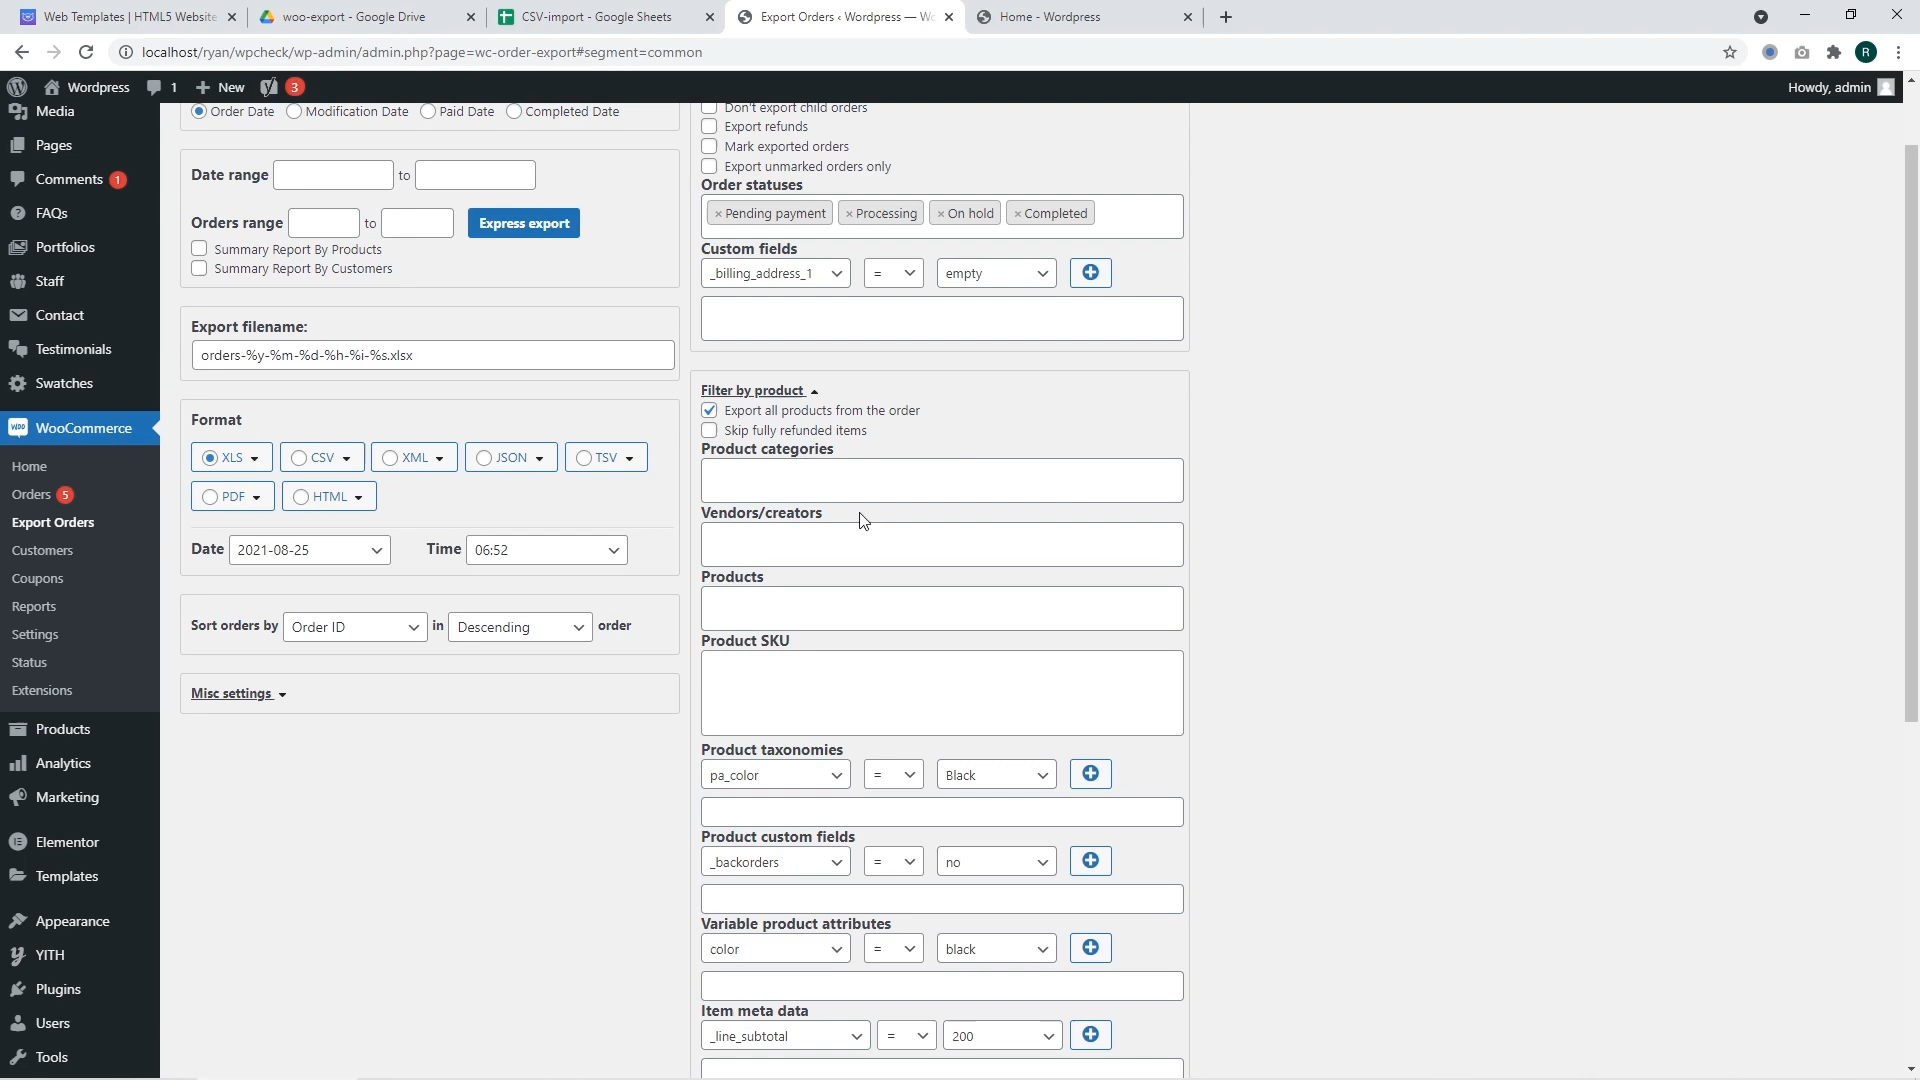 Web Templates | HTML5 Website
woo-export - Google Drive
CSV-import - Google Sheets
Export Orders ‹ Wordpress — Wo
Home - Wordpress
localhost/ryan/wpcheck/wp-admin/admin.php?page=wc-order-export#segment=common
R
Wordpress
1
New
3
Howdy, admin
Media
Pages
Comments 1
FAQs
Portfolios
Staff
Contact
Testimonials
Swatches
WooCommerce
Home
Orders 5
Export Orders
Customers
Coupons
Reports
Settings
Status
Extensions
Products
Analytics
Marketing
Elementor
Templates
Appearance
YITH
Plugins
Users
Tools
Order Date Modification Date Paid Date Completed Date
Date range to
Orders range to Express export
Summary Report By Products
Summary Report By Customers
Export filename:
orders-%y-%m-%d-%h-%i-%s.xlsx
Format
XLS CSV XML JSON TSV
PDF HTML
Date 2021-08-25 Time 06:52
Sort orders by Order ID in Descending order
Misc settings
Don't export child orders
Export refunds
Mark exported orders
Export unmarked orders only
Order statuses
× Pending payment × Processing × On hold × Completed
Custom fields
_billing_address_1 = empty
Filter by product
Export all products from the order
Skip fully refunded items
Product categories
Vendors/creators
Products
Product SKU
Product taxonomies
pa_color = Black
Product custom fields
_backorders = no
Variable product attributes
color = black
Item meta data
_line_subtotal = 200